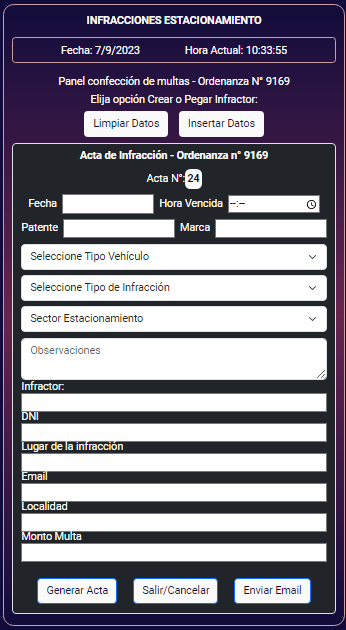 INFRACCIONES ESTACIONAMIENTO
Fecha: 7/9/2023 Hora Actual: 10:33:55
Panel confección de multas - Ordenanza N° 9169
Elija opción Crear o Pegar Infractor:
Limpiar Datos Insertar Datos
Acta de Infracción - Ordenanza n° 9169
Acta N°: 24
Fecha Hora Vencida --:--
Patente Marca
Seleccione Tipo Vehículo
Seleccione Tipo de Infracción
Sector Estacionamiento
Observaciones
Infractor:
DNI
Lugar de la infracción
Email
Localidad
Monto Multa
Generar Acta Salir/Cancelar Enviar Email